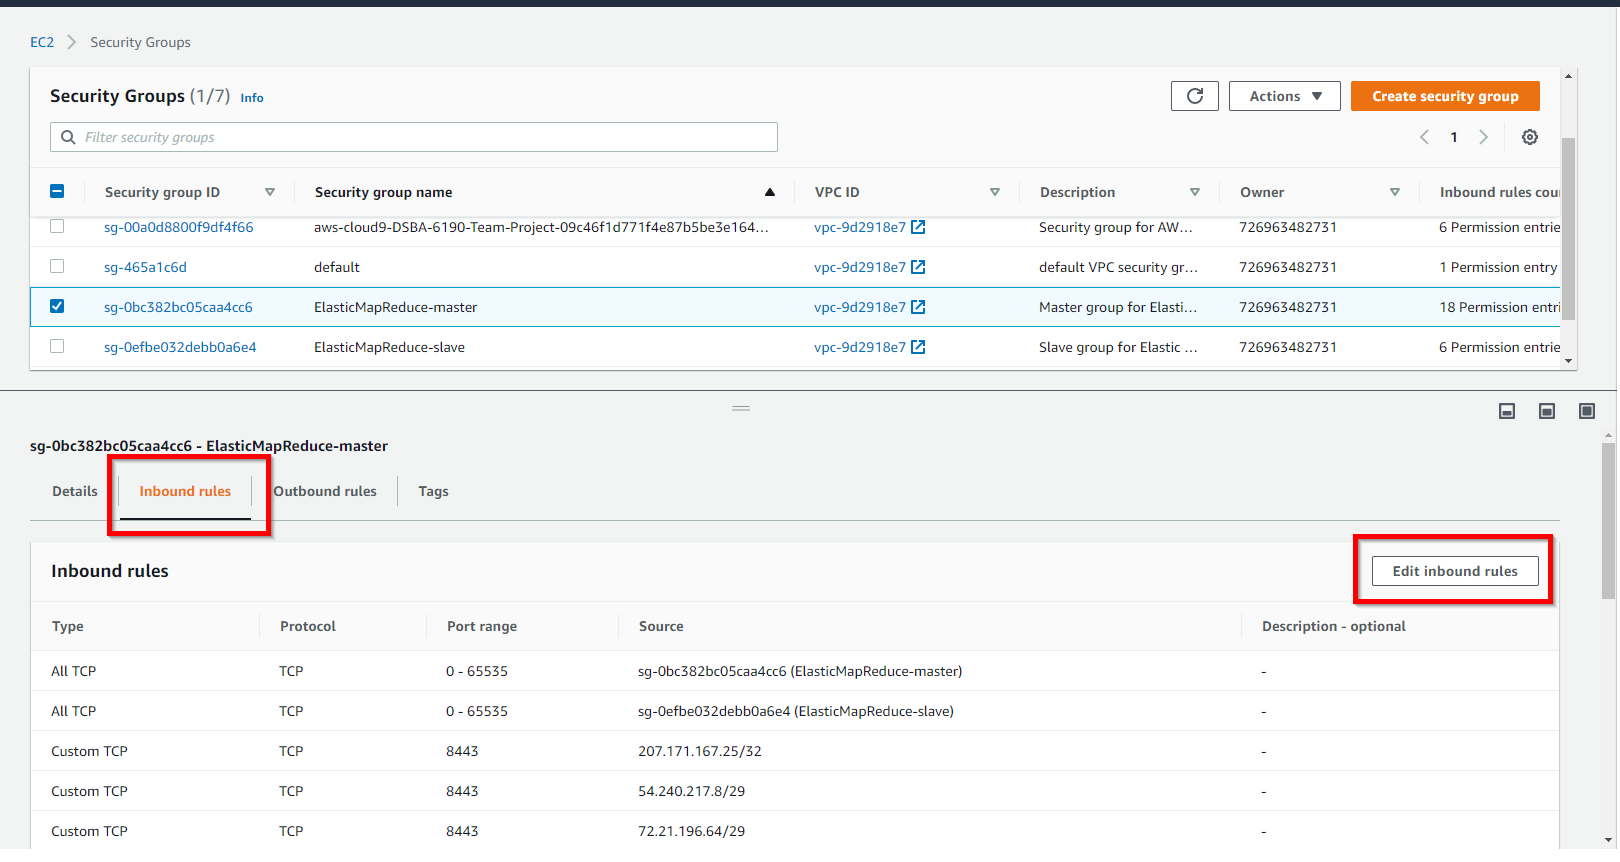 EC2 > Security Groups
Security Groups (1/7) Info
Actions
Create security group
Filter security groups
1
Security group ID Security group name VPC ID Description Owner Inbound rules cou
sg-00a0d8800f9df4f66 aws-cloud9-DSBA-6190-Team-Project-09c46f1d771f4e87b5be3e164... vpc-9d2918e7 Security group for AW... 726963482731 6 Permission entrie
sg-465a1c6d default vpc-9d2918e7 default VPC security gr... 726963482731 1 Permission entry
sg-0bc382bc05caa4cc6 ElasticMapReduce-master vpc-9d2918e7 Master group for Elasti... 726963482731 18 Permission entri
sg-0efbe032debb0a6e4 ElasticMapReduce-slave vpc-9d2918e7 Slave group for Elastic ... 726963482731 6 Permission entrie
sg-0bc382bc05caa4cc6 - ElasticMapReduce-master
Details Inbound rules Outbound rules Tags
Inbound rules
Edit inbound rules
Type Protocol Port range Source Description - optional
All TCP TCP 0 - 65535 sg-0bc382bc05caa4cc6 (ElasticMapReduce-master) -
All TCP TCP 0 - 65535 sg-0efbe032debb0a6e4 (ElasticMapReduce-slave) -
Custom TCP TCP 8443 207.171.167.25/32 -
Custom TCP TCP 8443 54.240.217.8/29 -
Custom TCP TCP 8443 72.21.196.64/29 -